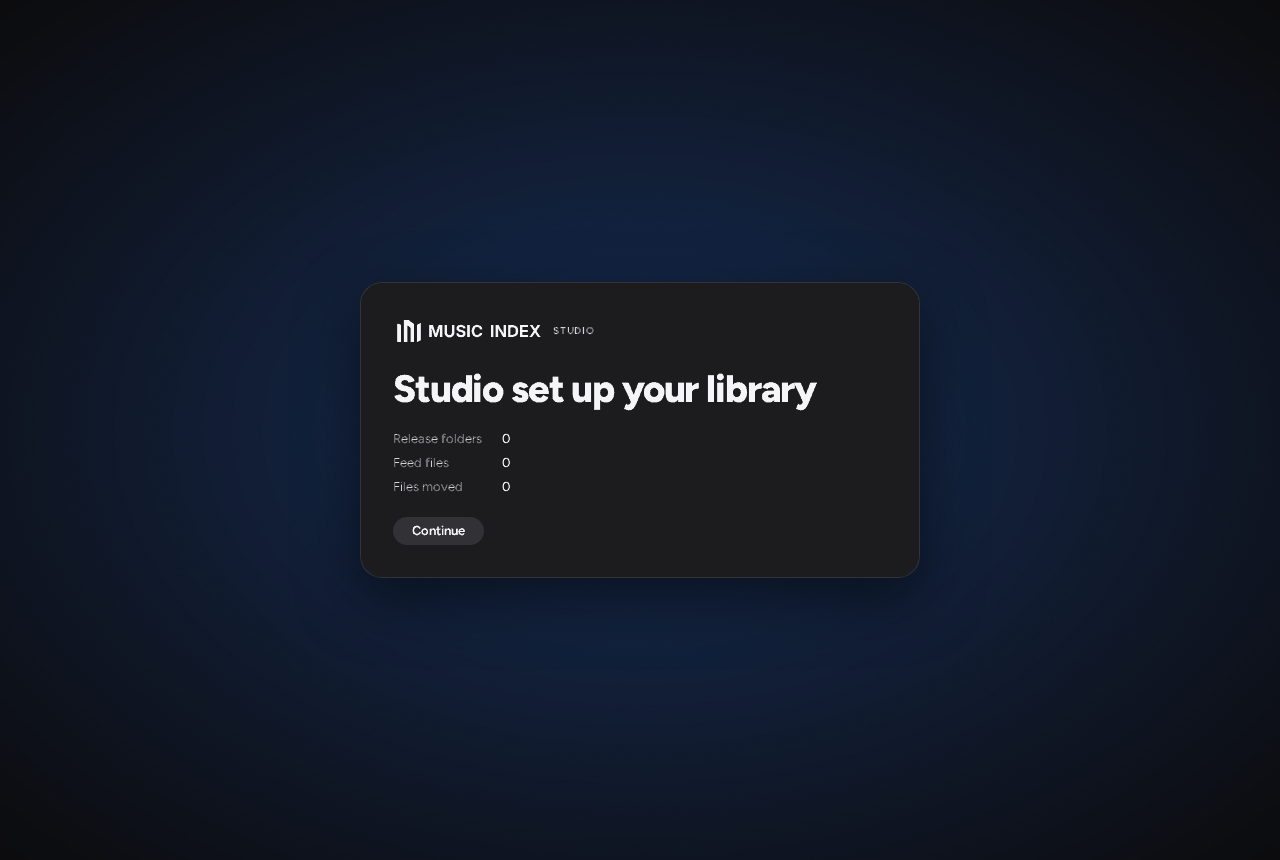 MUSIC INDEX STUDIO
Studio set up your library
Release folders 0
Feed files 0
Files moved 0
Continue